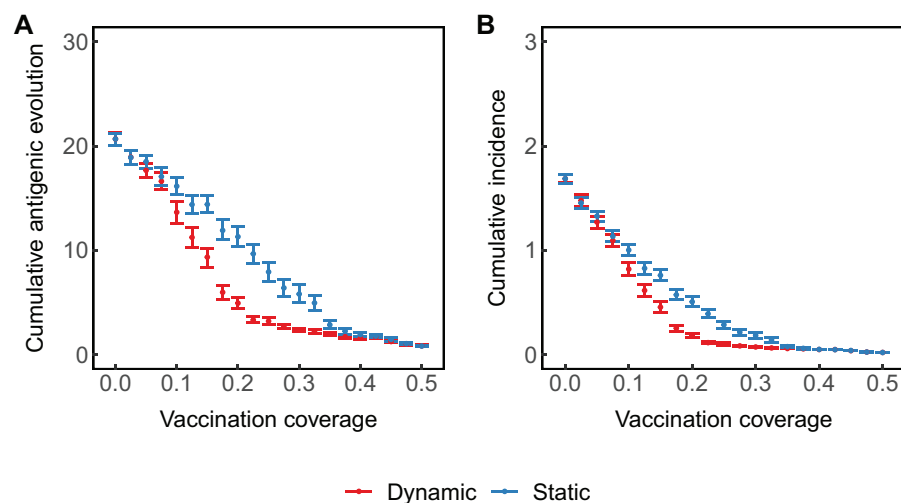 A
B
30
20
10
0
Cumulative antigenic evolution
0.0 0.1 0.2 0.3 0.4 0.5
Vaccination coverage
3
2
1
0
Cumulative incidence
0.0 0.1 0.2 0.3 0.4 0.5
Vaccination coverage
Dynamic Static